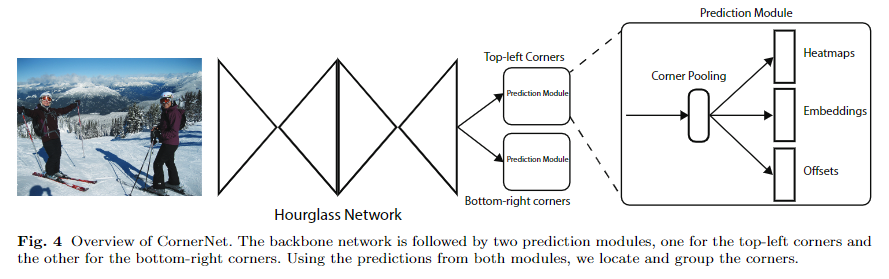 Prediction Module
Top-left Corners
Heatmaps
Corner Pooling
Prediction Module
Embeddings
Prediction Module
Offsets
Bottom-right corners
Hourglass Network
Fig. 4 Overview of CornerNet. The backbone network is followed by two prediction modules, one for the top-left corners and
the other for the bottom-right corners. Using the predictions from both modules, we locate and group the corners.